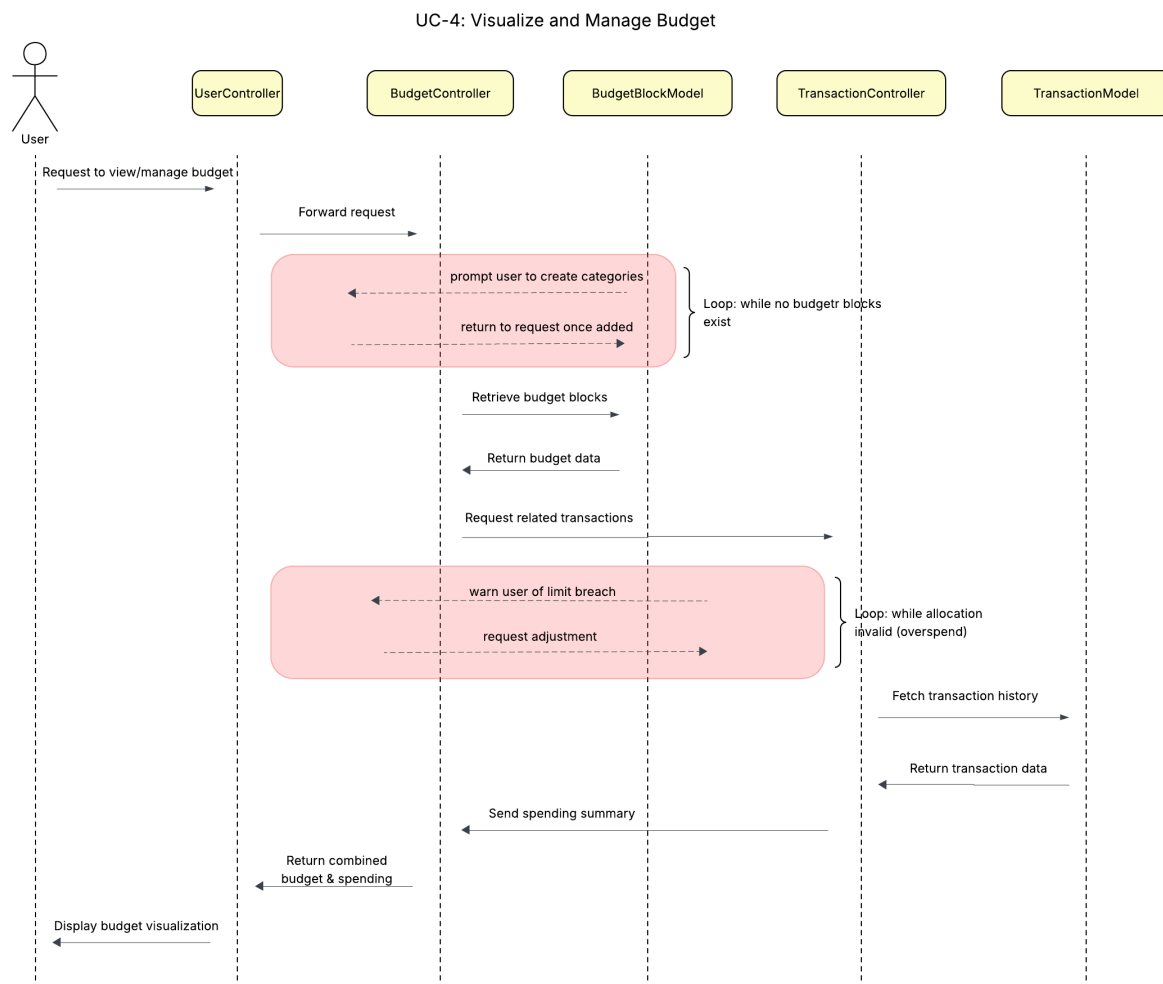 UC-4: Visualize and Manage Budget
UserController
BudgetController
BudgetBlockModel
TransactionController
TransactionModel
User
Request to view/manage budget
Forward request
prompt user to create categories
Loop: while no budgetr blocks
exist
return to request once added
Retrieve budget blocks
Return budget data
Request related transactions
warn user of limit breach
Loop: while allocation
invalid (overspend)
request adjustment
Fetch transaction history
Return transaction data
Send spending summary
Return combined
budget & spending
Display budget visualization